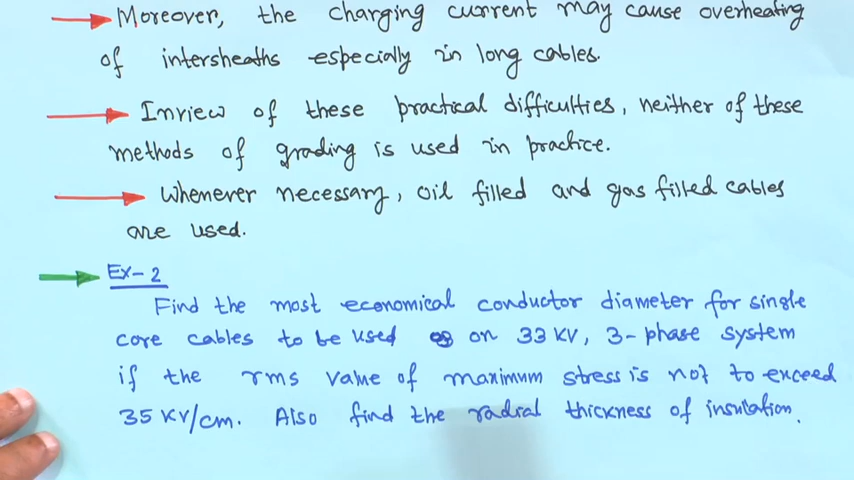 Moreover, the charging current may cause overheating
of intersheaths especially in long cables.
Inview of these practical difficulties, neither of these
methods of grading is used in practice.
Whenever necessary, oil filled and gas filled cables
are used.
Ex-2
Find the most economical conductor diameter for single
core cables to be used on 33 KV, 3-phase system
if the rms value of maximum stress is not to exceed
35 KV/cm. Also find the radial thickness of insulation.